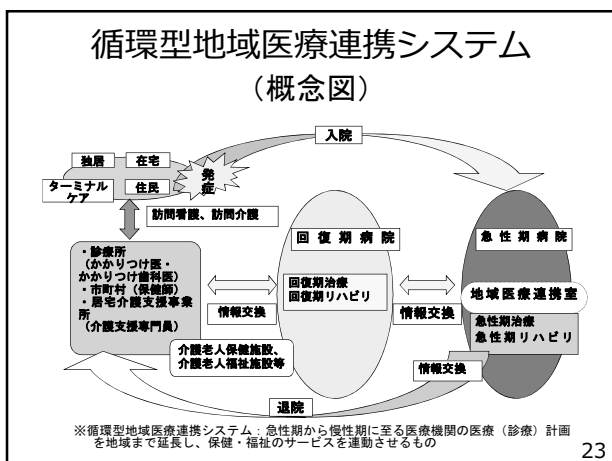 循環型地域医療連携システム
（概念図）
入院
独居
在宅
発症
ターミナル
ケア
住民
訪問看護、訪問介護
・診療所
（かかりつけ医・
かかりつけ歯科医）
・市町村（保健師）
・居宅介護支援事業
所
（介護支援専門員）
情報交換
回復期病院
回復期治療
回復期リハビリ
情報交換
急性期病院
地域医療連携室
急性期治療
急性期リハビリ
介護老人保健施設、
介護老人福祉施設等
情報交換
退院
※循環型地域医療連携システム：急性期から慢性期に至る医療機関の医療（診療）計画
を地域まで延長し、保健・福祉のサービスを連動させるもの
23